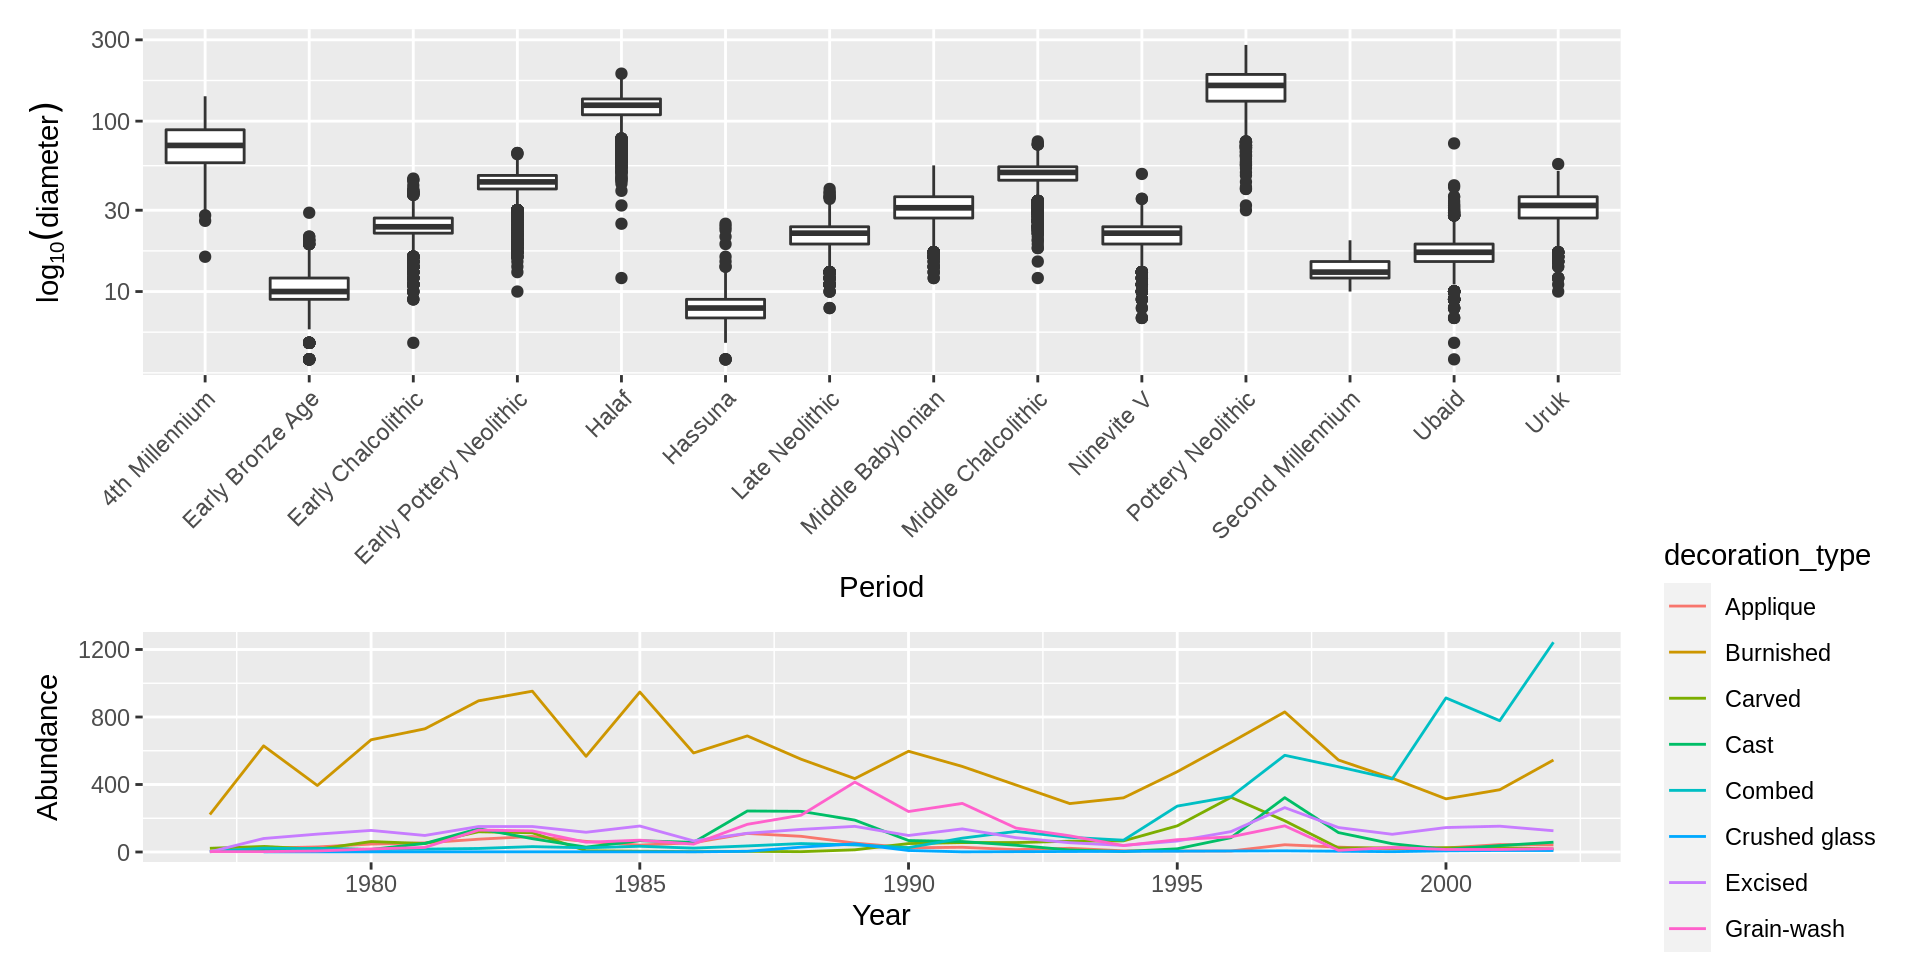 300
100
30
10
log10(diameter)
4th Millennium
Early Bronze Age
Early Chalcolithic
Early Pottery Neolithic
Halaf
Hassuna
Late Neolithic
Middle Babylonian
Middle Chalcolithic
Ninevite V
Pottery Neolithic
Second Millennium
Ubaid
Uruk
Period
1200
800
400
0
Abundance
1980
1985
1990
1995
2000
Year
decoration_type
Applique
Burnished
Carved
Cast
Combed
Crushed glass
Excised
Grain-wash